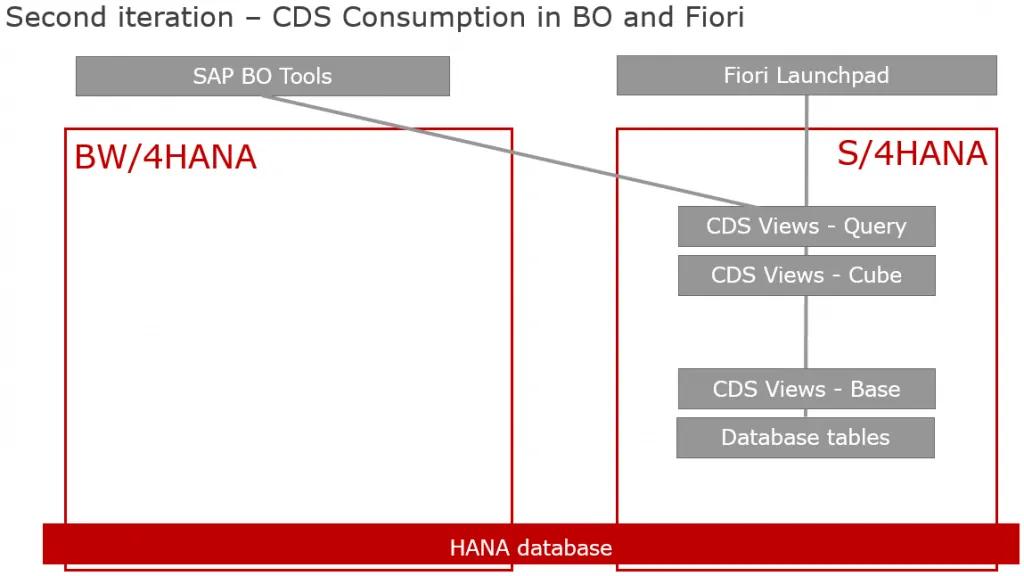 Second iteration – CDS Consumption in BO and Fiori
SAP BO Tools
Fiori Launchpad
BW/4HANA
S/4HANA
CDS Views - Query
CDS Views - Cube
CDS Views - Base
Database tables
HANA database